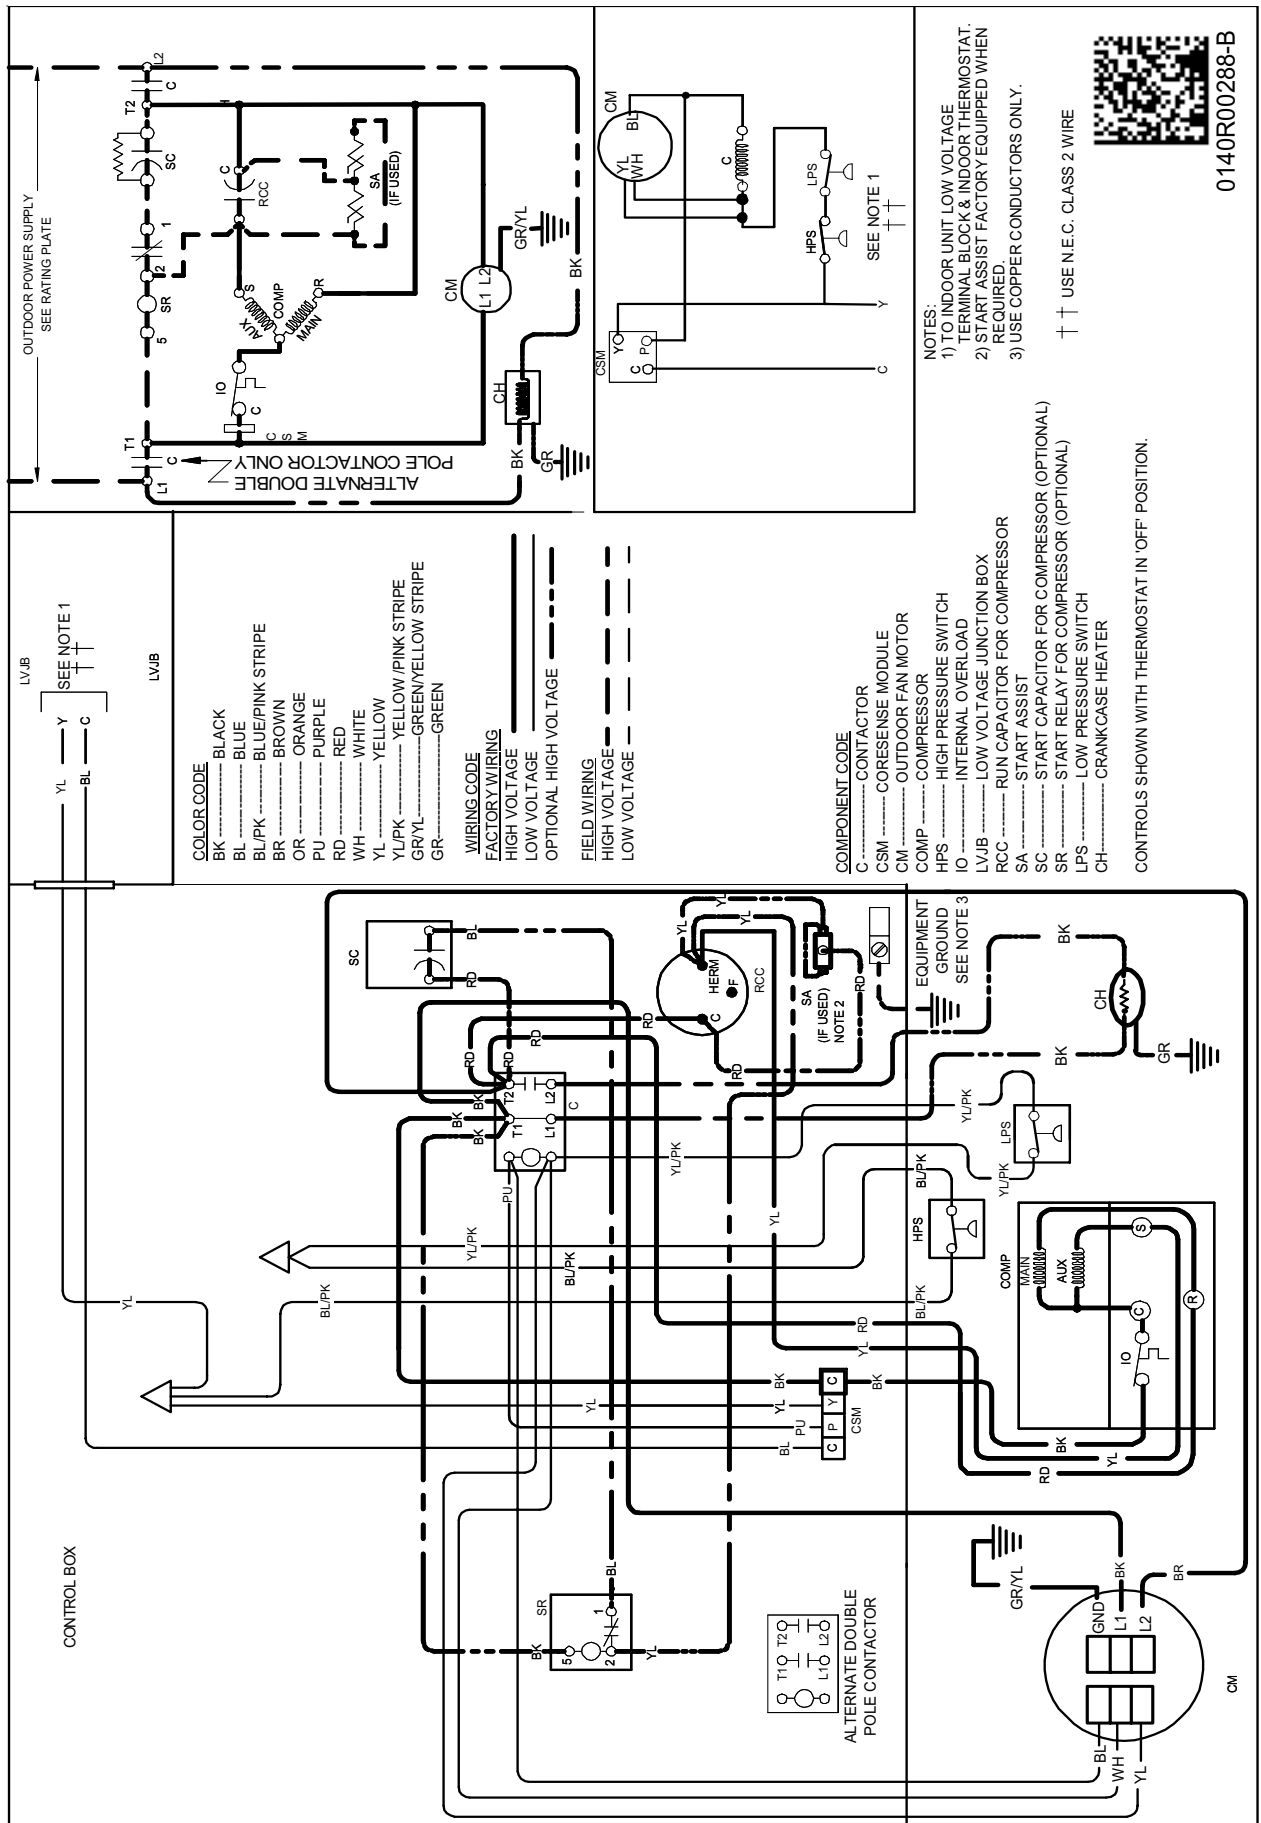 CONTROL BOX
LVJB
YL
Y
BL
C
SEE NOTE 1
LVJB
OUTDOOR POWER SUPPLY
SEE RATING PLATE
L1
C
T1
5
SR
2
1
SC
T2
C
L2
ALTERNATE DOUBLE
POLE CONTACTOR ONLY
C
S
M
C
IO
AUX
COMP
MAIN
S
R
C
RCC
SA
(IF USED)
CM
L1 L2
GR/YL
CH
BK
GR
BK
COLOR CODE
BK ---------- BLACK
BL ---------- BLUE
BL/PK -------- BLUE/PINK STRIPE
BR ---------- BROWN
OR ---------- ORANGE
PU ---------- PURPLE
RD ---------- RED
WH ---------- WHITE
YL ---------- YELLOW
YL/PK -------- YELLOW /PINK STRIPE
GR/YL---------GREEN/YELLOW STRIPE
GR------------GREEN
WIRING CODE
FACTORY WIRING
HIGH VOLTAGE
LOW VOLTAGE
OPTIONAL HIGH VOLTAGE
FIELD WIRING
HIGH VOLTAGE
LOW VOLTAGE
CM
YL
WH
BL
CSM
Y
C
P
C
HPS
LPS
SEE NOTE 1
C
Y
COMPONENT CODE
C ------------ CONTACTOR
CSM ------- CORESENSE MODULE
CM --------- OUTDOOR FAN MOTOR
COMP ------ COMPRESSOR
HPS --------- HIGH PRESSURE SWITCH
IO ----------- INTERNAL OVERLOAD
LVJB -------- LOW VOLTAGE JUNCTION BOX
RCC -------- RUN CAPACITOR FOR COMPRESSOR
SA ---------- START ASSIST
SC ---------- START CAPACITOR FOR COMPRESSOR (OPTIONAL)
SR ---------- START RELAY FOR COMPRESSOR (OPTIONAL)
LPS --------- LOW PRESSURE SWITCH
CH---------- CRANKCASE HEATER
CONTROLS SHOWN WITH THERMOSTAT IN 'OFF' POSITION.
NOTES:
1) TO INDOOR UNIT LOW VOLTAGE
TERMINAL BLOCK & INDOOR THERMOSTAT.
2) START ASSIST FACTORY EQUIPPED WHEN
REQUIRED.
3) USE COPPER CONDUCTORS ONLY.
†† USE N.E.C. CLASS 2 WIRE
0140R00288-B
SC
RD
BL
YL
BL/PK
YL/PK
BL/PK
BK
BK
BK
RD
RD
RD
T1
T2
L1
L2
C
PU
YL/PK
RD
RD
HERM
F
C
RCC
YL
YL
SA
(IF USED)
NOTE 2
RD
EQUIPMENT
GROUND
SEE NOTE 3
YL
RD
YL
BK
YL
PU
BL
C
Y
P
C
CSM
BK
YL
SR
1
5
2
BL
BK
YL
T1
T2
L1
L2
ALTERNATE DOUBLE
POLE CONTACTOR
BL/PK
HPS
BL/PK
YL/PK
LPS
YL/PK
BK
BK
CH
GR
COMP
MAIN
AUX
S
R
C
IO
BK
YL
RD
GR/YL
GND
L1
L2
BK
BR
BL
WH
YL
CM